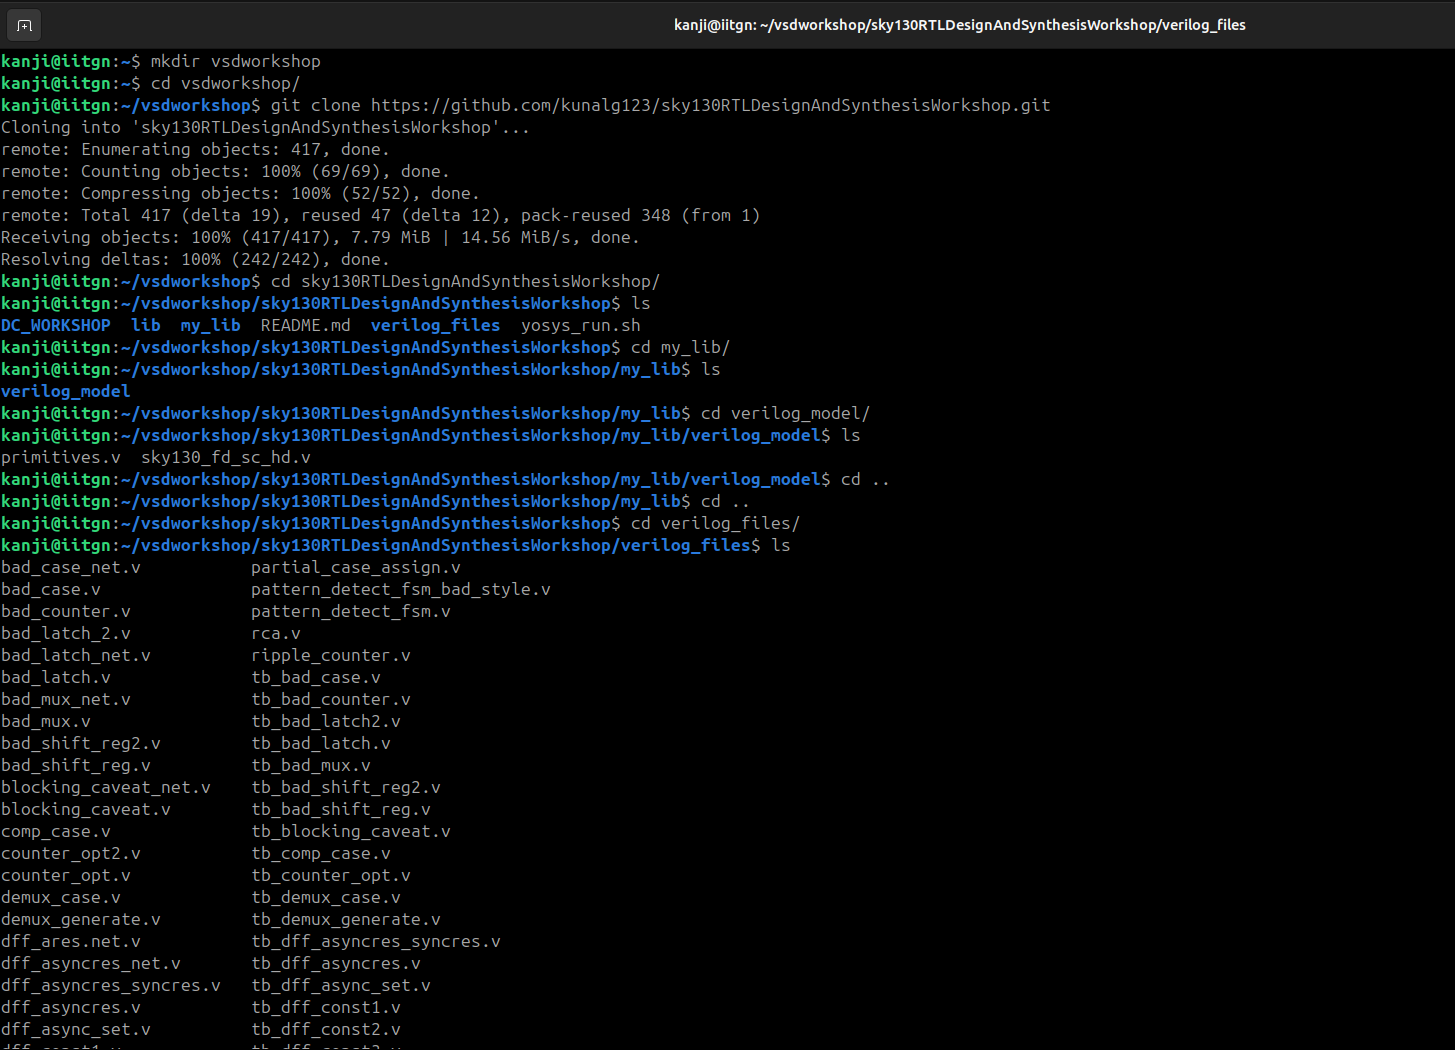 kanji@iitgn: ~/vsdworkshop/sky130RTLDesignAndSynthesisWorkshop/verilog_files
kanji@iitgn:~$ mkdir vsdworkshop
kanji@iitgn:~$ cd vsdworkshop/
kanji@iitgn:~/vsdworkshop$ git clone https://github.com/kunalg123/sky130RTLDesignAndSynthesisWorkshop.git
Cloning into 'sky130RTLDesignAndSynthesisWorkshop'...
remote: Enumerating objects: 417, done.
remote: Counting objects: 100% (69/69), done.
remote: Compressing objects: 100% (52/52), done.
remote: Total 417 (delta 19), reused 47 (delta 12), pack-reused 348 (from 1)
Receiving objects: 100% (417/417), 7.79 MiB | 14.56 MiB/s, done.
Resolving deltas: 100% (242/242), done.
kanji@iitgn:~/vsdworkshop$ cd sky130RTLDesignAndSynthesisWorkshop/
kanji@iitgn:~/vsdworkshop/sky130RTLDesignAndSynthesisWorkshop$ ls
DC_WORKSHOP  lib  my_lib  README.md  verilog_files  yosys_run.sh
kanji@iitgn:~/vsdworkshop/sky130RTLDesignAndSynthesisWorkshop$ cd my_lib/
kanji@iitgn:~/vsdworkshop/sky130RTLDesignAndSynthesisWorkshop/my_lib$ ls
verilog_model
kanji@iitgn:~/vsdworkshop/sky130RTLDesignAndSynthesisWorkshop/my_lib$ cd verilog_model/
kanji@iitgn:~/vsdworkshop/sky130RTLDesignAndSynthesisWorkshop/my_lib/verilog_model$ ls
primitives.v  sky130_fd_sc_hd.v
kanji@iitgn:~/vsdworkshop/sky130RTLDesignAndSynthesisWorkshop/my_lib/verilog_model$ cd ..
kanji@iitgn:~/vsdworkshop/sky130RTLDesignAndSynthesisWorkshop/my_lib$ cd ..
kanji@iitgn:~/vsdworkshop/sky130RTLDesignAndSynthesisWorkshop$ cd verilog_files/
kanji@iitgn:~/vsdworkshop/sky130RTLDesignAndSynthesisWorkshop/verilog_files$ ls
bad_case_net.v           partial_case_assign.v
bad_case.v               pattern_detect_fsm_bad_style.v
bad_counter.v            pattern_detect_fsm.v
bad_latch_2.v            rca.v
bad_latch_net.v          ripple_counter.v
bad_latch.v              tb_bad_case.v
bad_mux_net.v            tb_bad_counter.v
bad_mux.v                tb_bad_latch2.v
bad_shift_reg2.v         tb_bad_latch.v
bad_shift_reg.v          tb_bad_mux.v
blocking_caveat_net.v    tb_bad_shift_reg2.v
blocking_caveat.v        tb_bad_shift_reg.v
comp_case.v              tb_blocking_caveat.v
counter_opt2.v           tb_comp_case.v
counter_opt.v            tb_counter_opt.v
demux_case.v             tb_demux_case.v
demux_generate.v         tb_demux_generate.v
dff_ares.net.v           tb_dff_asyncres_syncres.v
dff_asyncres_net.v       tb_dff_asyncres.v
dff_asyncres_syncres.v   tb_dff_async_set.v
dff_asyncres.v           tb_dff_const1.v
dff_async_set.v          tb_dff_const2.v